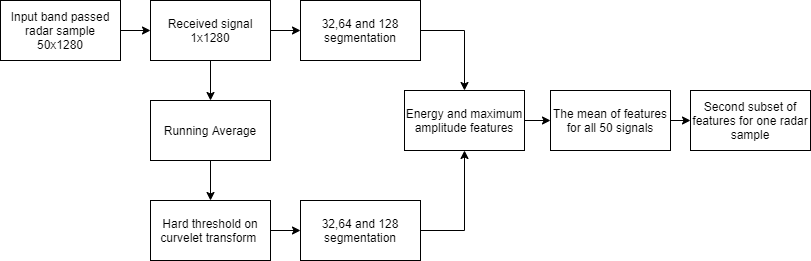 Input band passed
radar sample
50x1280
Received signal
1x1280
32,64 and 128
segmentation
Running Average
Hard threshold on
curvelet transform
32,64 and 128
segmentation
Energy and maximum
amplitude features
The mean of features
for all 50 signals
Second subset of
features for one radar
sample